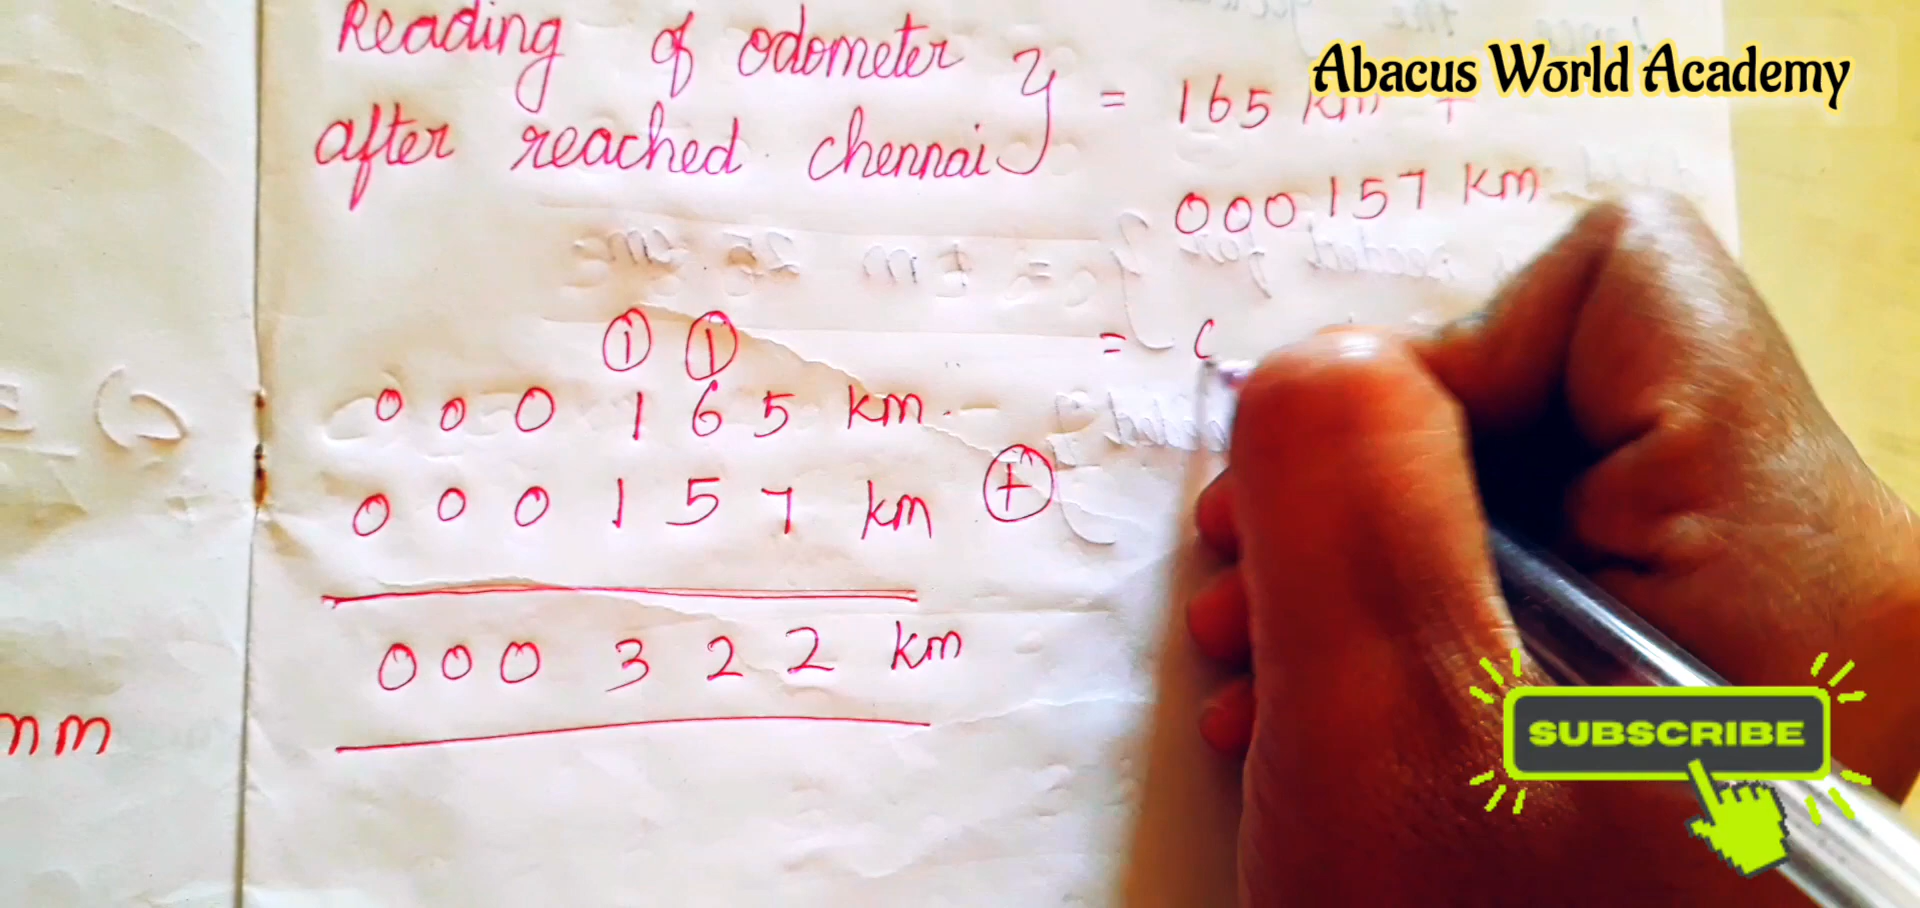 Reading of odometer
after reached chennai } = 165 km +
Abacus World Academy
000157 km
=
① ①
0 0 0 1 6 5 km
0 0 0 1 5 7 km (+)
0 0 0 3 2 2 km
mm
SUBSCRIBE